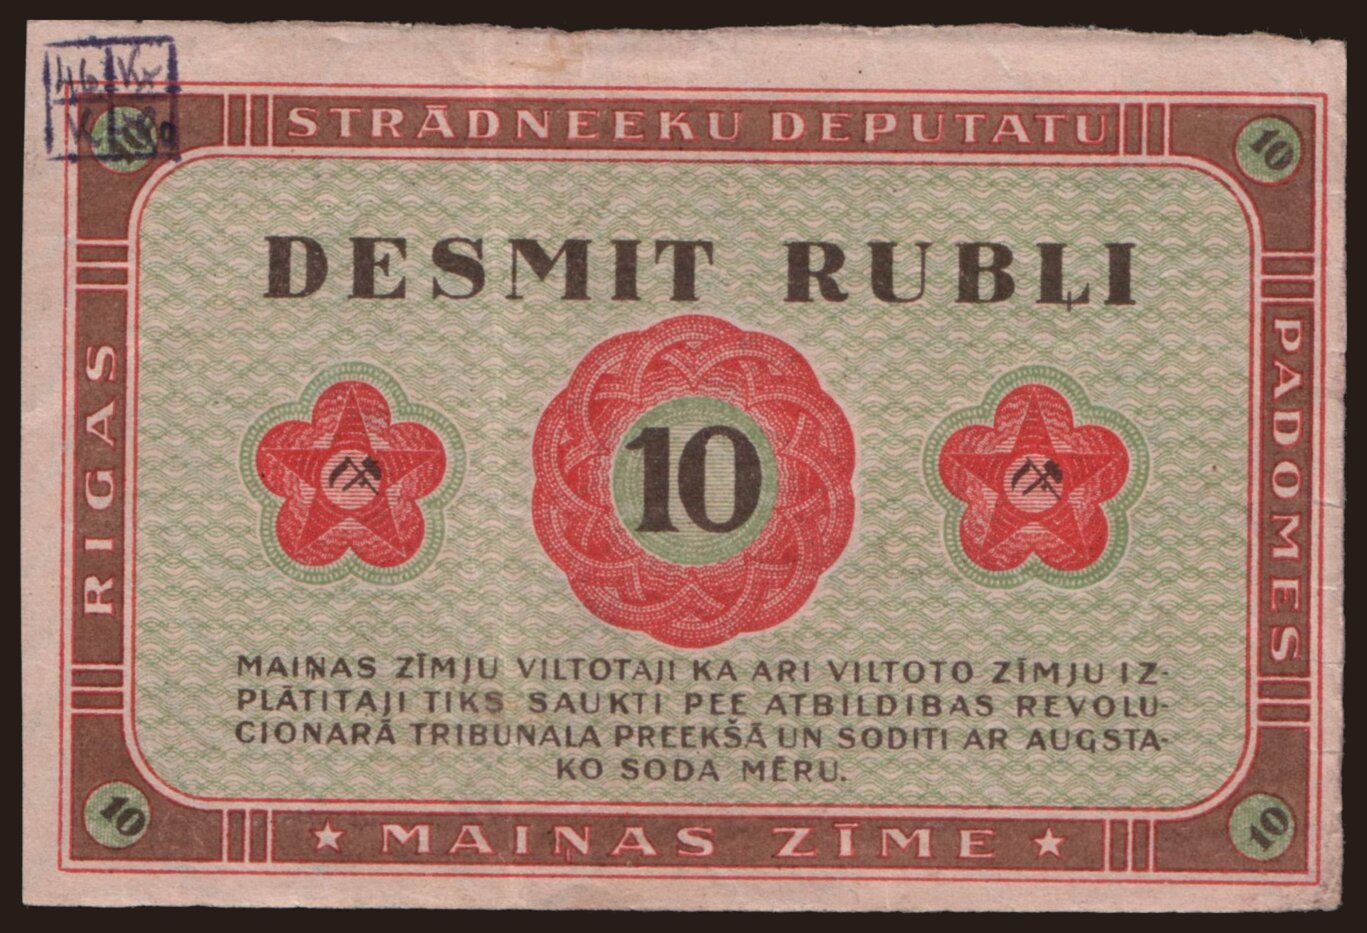 STRĀDNEEKU DEPUTATU
10
10
RIGAS
PADOMES
DESMIT RUBĻI
10
MAIŅAS ZĪMJU VILTOTAJI KA ARI VILTOTO ZĪMJU IZ-
PLĀTITAJI TIKS SAUKTI PEE ATBILDIBAS REVOLU-
CIONARĀ TRIBUNALA PREEKŠĀ UN SODITI AR AUGSTA-
KO SODA MĒRU.
10
10
★ MAIŅAS ZĪME ★